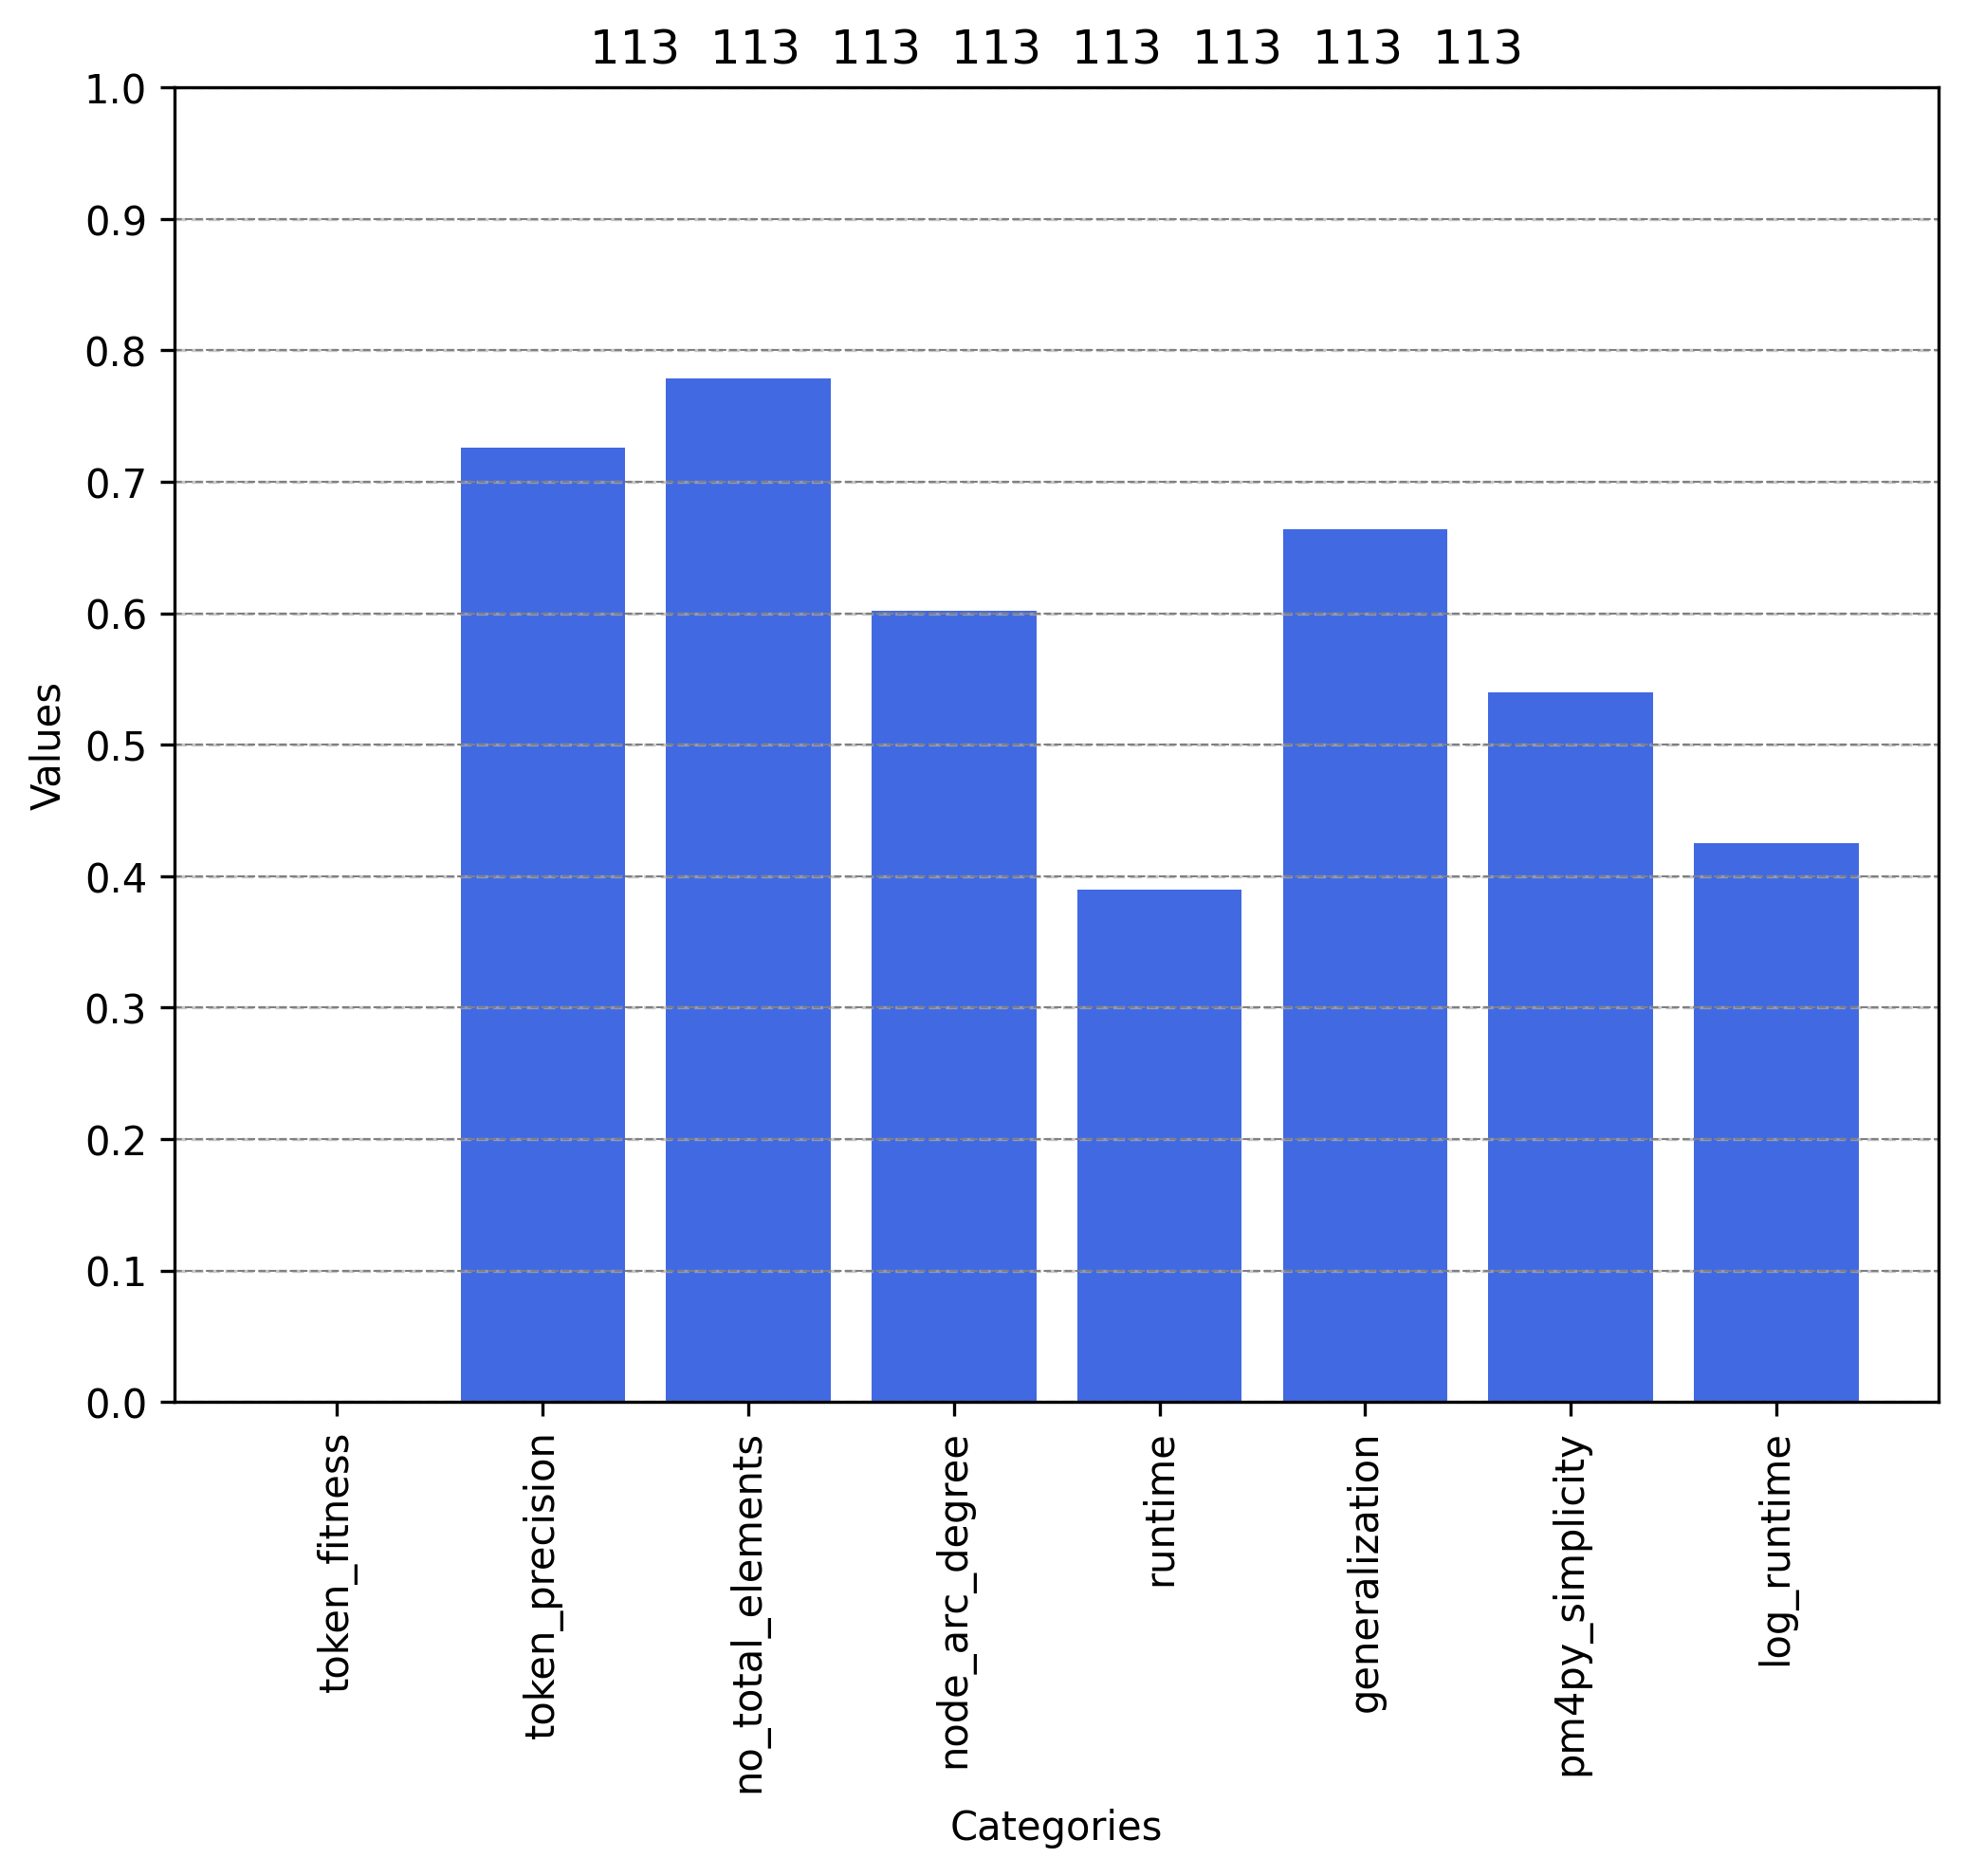 113 113 113 113 113 113 113 113
1.0
0.9
0.8
0.7
0.6
0.5
0.4
0.3
0.2
0.1
0.0
Values
token_fitness
token_precision
no_total_elements
node_arc_degree
runtime
generalization
pm4py_simplicity
log_runtime
Categories